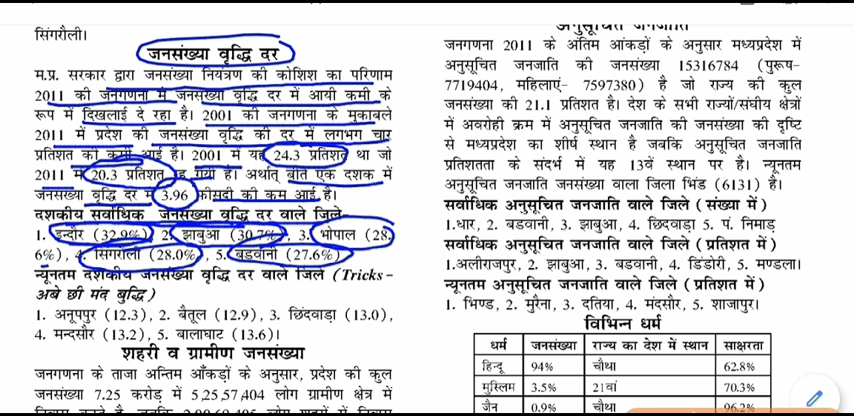 सिंगरौली।
जनसंख्या वृद्धि दर
म.प्र. सरकार द्वारा जनसंख्या नियंत्रण की कोशिश का परिणाम
2011 की जनगणना में जनसंख्या वृद्धि दर में आयी कमी के
रूप में दिखलाई दे रहा है। 2001 की जनगणना के मुकाबले
2011 में प्रदेश की जनसंख्या वृद्धि की दर में लगभग चार
प्रतिशत की कमी आई है। 2001 में यह 24.3 प्रतिशत था जो
2011 में 20.3 प्रतिशत रह गया है। अर्थात् बीते एक दशक में
जनसंख्या वृद्धि दर में 3.96 फीसदी की कम आई है।
दशकीय सर्वाधिक जनसंख्या वृद्धि दर वाले जिले
1. इन्दौर (32.9%) 2. झाबुआ (30.7%), 3. भोपाल (28.
6%), 4. सिंगरौली (28.0%), 5. बडवानी (27.6%)
न्यूनतम दशकीय जनसंख्या वृद्धि दर वाले जिले (Tricks-
अबे छी मंद बुद्धि)
1. अनूपपुर (12.3), 2. बैतूल (12.9), 3. छिंदवाड़ा (13.0),
4. मन्दसौर (13.2), 5. बालाघाट (13.6)।
शहरी व ग्रामीण जनसंख्या
जनगणना के ताजा अन्तिम आँकड़ों के अनुसार, प्रदेश की कुल
जनसंख्या 7.25 करोड़ में 5,25,57,404 लोग ग्रामीण क्षेत्र में
अनुसूचित जनजाति
जनगणना 2011 के अंतिम आंकड़ों के अनुसार मध्यप्रदेश में
अनुसूचित जनजाति की जनसंख्या 15316784 (पुरूष-
7719404, महिलाएं- 7597380) है जो राज्य की कुल
जनसंख्या की 21.1 प्रतिशत है। देश के सभी राज्यों/संघीय क्षेत्रों
में अवरोही क्रम में अनुसूचित जनजाति की जनसंख्या की दृष्टि
से मध्यप्रदेश का शीर्ष स्थान है जबकि अनुसूचित जनजाति
प्रतिशतता के संदर्भ में यह 13वें स्थान पर है। न्यूनतम
अनुसूचित जनजाति जनसंख्या वाला जिला भिंड (6131) है।
सर्वाधिक अनुसूचित जनजाति वाले जिले ( संख्या में )
1.धार, 2. बडवानी, 3. झाबुआ, 4. छिदवाड़ा 5. पं. निमाड़
सर्वाधिक अनुसूचित जनजाति वाले जिले ( प्रतिशत में )
1.अलीराजपुर, 2. झाबुआ, 3. बडवानी, 4. डिंडोरी, 5. मण्डला।
न्यूनतम अनुसूचित जनजाति वाले जिले ( प्रतिशत में )
1. भिण्ड, 2. मुरैना, 3. दतिया, 4. मंदसौर, 5. शाजापुर।
विभिन्न धर्म
धर्म जनसंख्या राज्य का देश में स्थान साक्षरता
हिन्दू 94% चौथा 62.8%
मुस्लिम 3.5% 21वां 70.3%
जैन 0.9% चौथा 96.2%